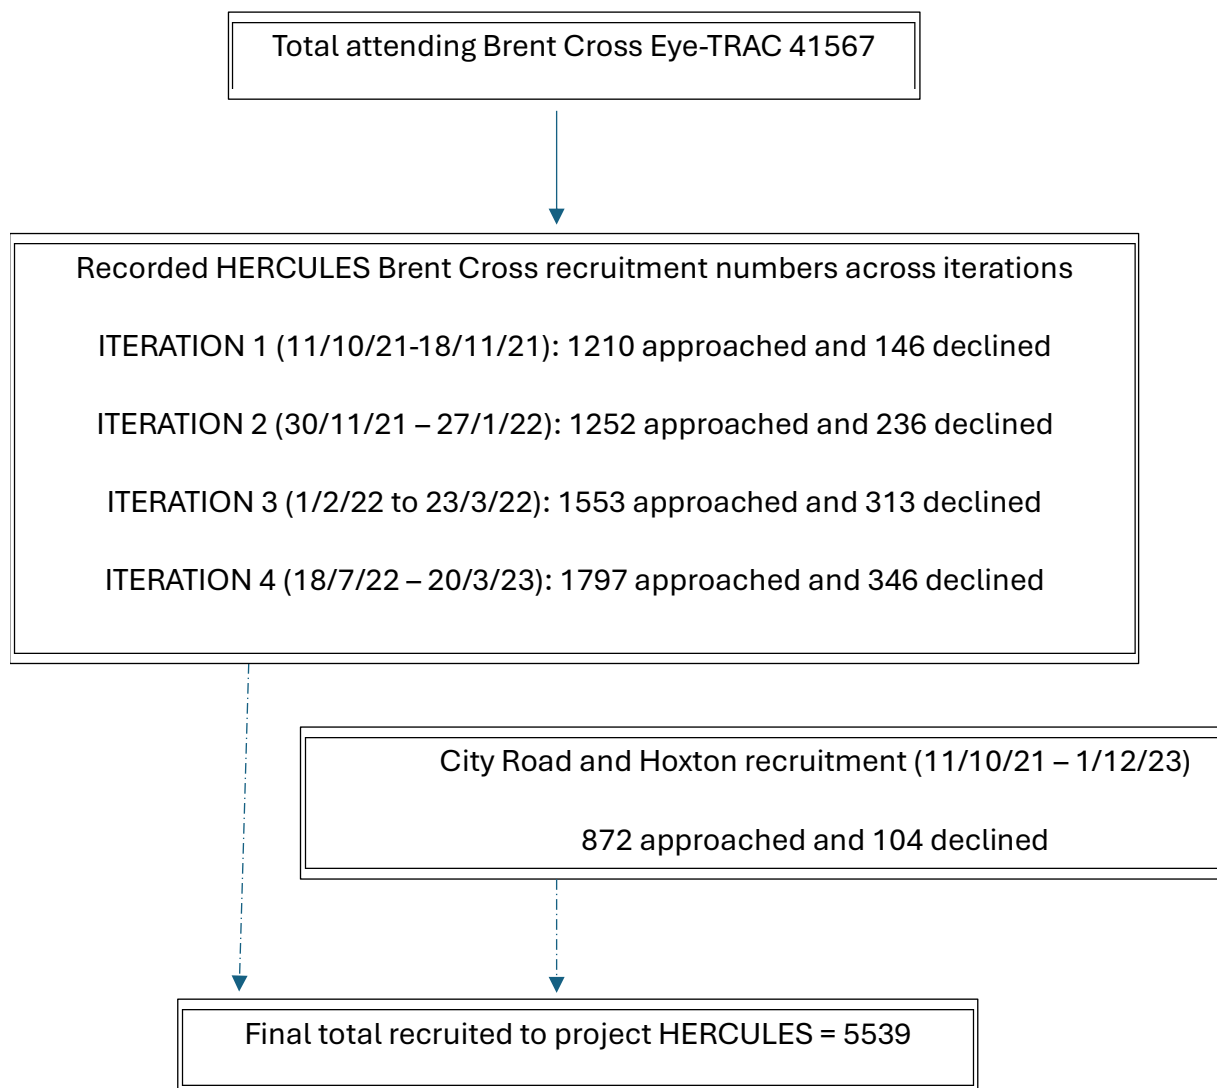 Total attending Brent Cross Eye-TRAC 41567
Recorded HERCULES Brent Cross recruitment numbers across iterations
ITERATION 1 (11/10/21-18/11/21): 1210 approached and 146 declined
ITERATION 2 (30/11/21 – 27/1/22): 1252 approached and 236 declined
ITERATION 3 (1/2/22 to 23/3/22): 1553 approached and 313 declined
ITERATION 4 (18/7/22 – 20/3/23): 1797 approached and 346 declined
City Road and Hoxton recruitment (11/10/21 – 1/12/23)
872 approached and 104 declined
Final total recruited to project HERCULES = 5539